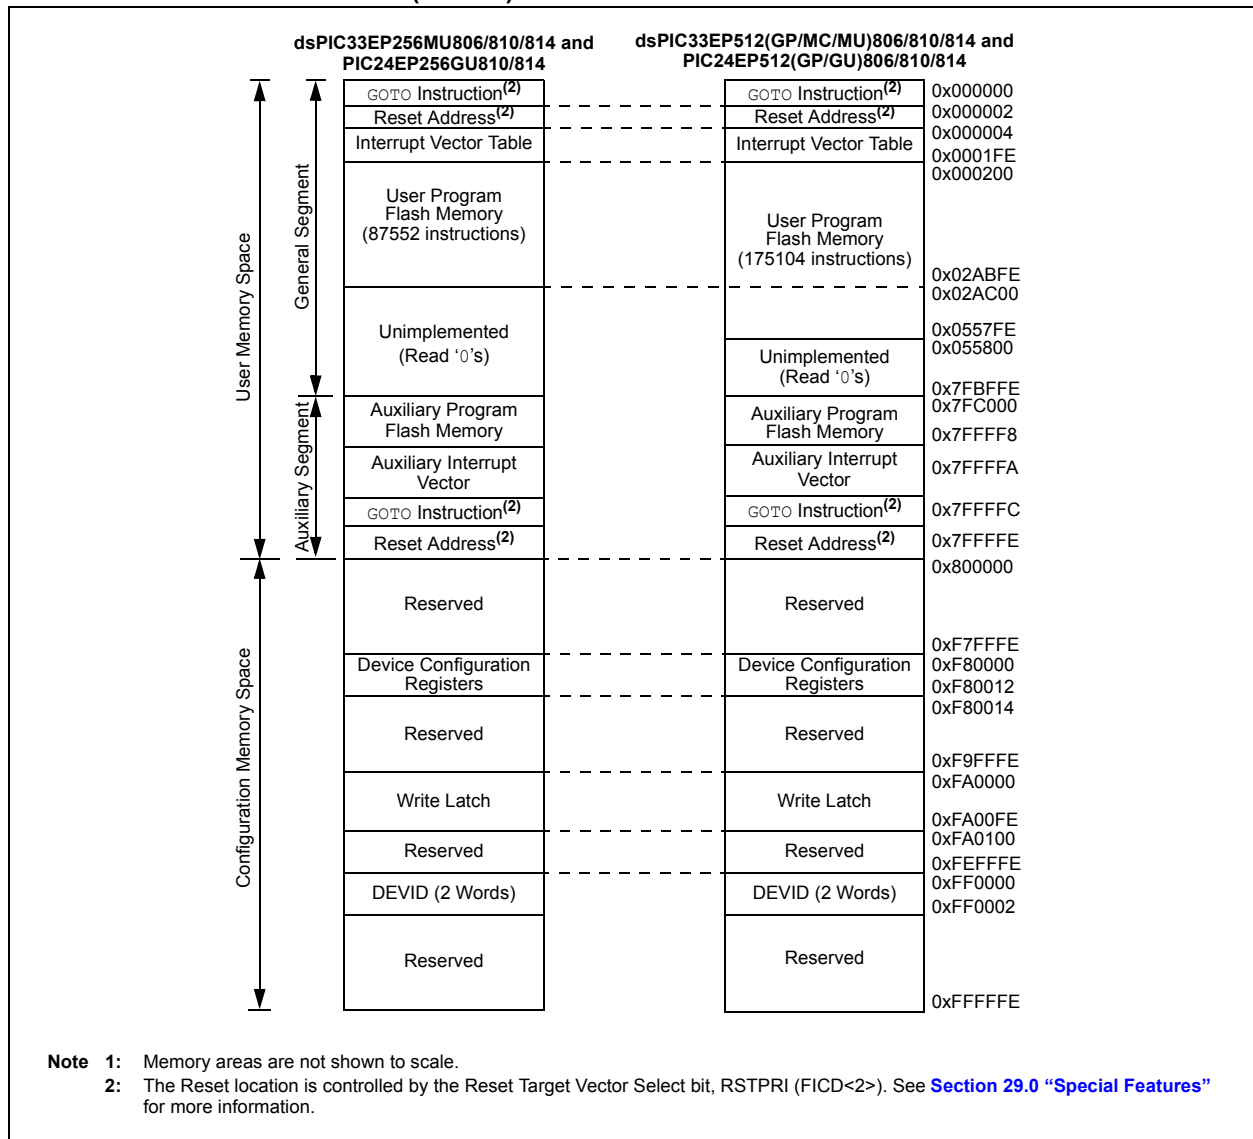 dsPIC33EP256MU806/810/814 and
PIC24EP256GU810/814
dsPIC33EP512(GP/MC/MU)806/810/814 and
PIC24EP512(GP/GU)806/810/814
User Memory Space
General Segment
Auxiliary Segment
Configuration Memory Space
GOTO Instruction(2)
Reset Address(2)
Interrupt Vector Table
User Program
Flash Memory
(87552 instructions)
Unimplemented
(Read ‘0’s)
Auxiliary Program
Flash Memory
Auxiliary Interrupt
Vector
GOTO Instruction(2)
Reset Address(2)
Reserved
Device Configuration
Registers
Reserved
Write Latch
Reserved
DEVID (2 Words)
Reserved
GOTO Instruction(2)
Reset Address(2)
Interrupt Vector Table
User Program
Flash Memory
(175104 instructions)
Unimplemented
(Read ‘0’s)
Auxiliary Program
Flash Memory
Auxiliary Interrupt
Vector
GOTO Instruction(2)
Reset Address(2)
Reserved
Device Configuration
Registers
Reserved
Write Latch
Reserved
DEVID (2 Words)
Reserved
0x000000
0x000002
0x000004
0x0001FE
0x000200
0x02ABFE
0x02AC00
0x0557FE
0x055800
0x7FBFFE
0x7FC000
0x7FFFF8
0x7FFFFA
0x7FFFFC
0x7FFFFE
0x800000
0xF7FFFE
0xF80000
0xF80012
0xF80014
0xF9FFFE
0xFA0000
0xFA00FE
0xFA0100
0xFEFFFE
0xFF0000
0xFF0002
0xFFFFFE
Note 1: Memory areas are not shown to scale.
2: The Reset location is controlled by the Reset Target Vector Select bit, RSTPRI (FICD<2>). See Section 29.0 “Special Features”
for more information.